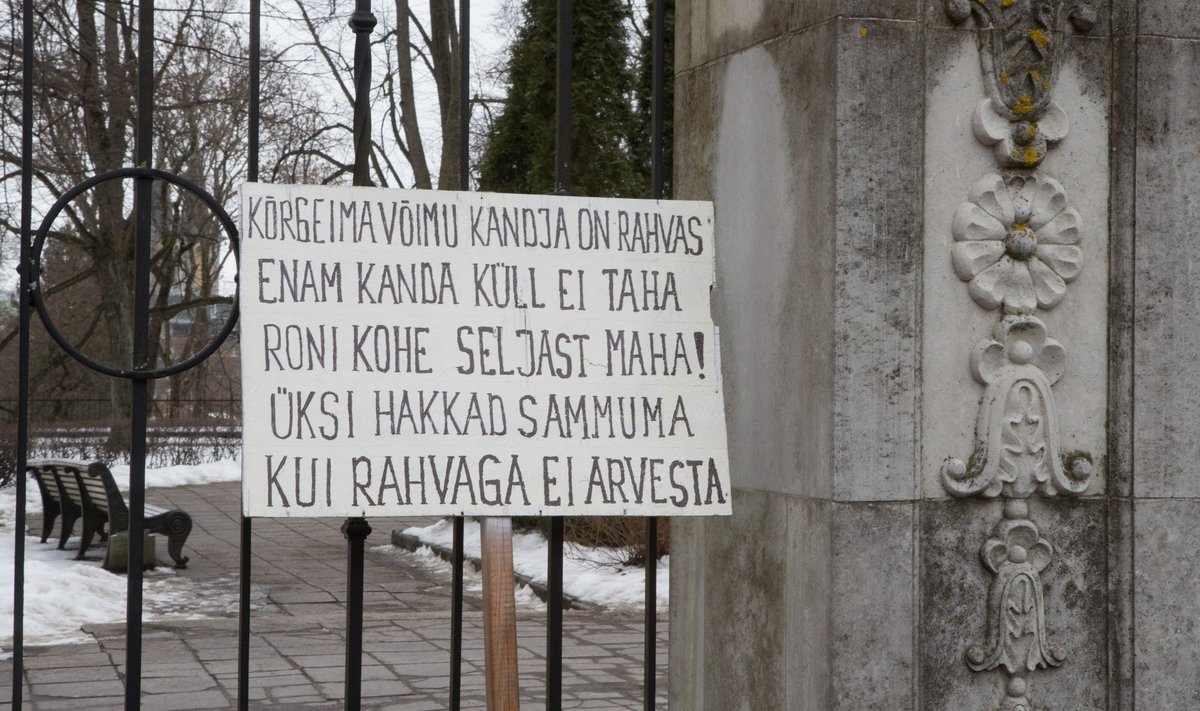 KÕRGEIMA VÕIMU KANDJA ON RAHVAS
ENAM KANDA KÜLL EI TAHA
RONI KOHE SELJAST MAHA!
ÜKSI HAKKAD SAMMUMA
KUI RAHVAGA EI ARVESTA